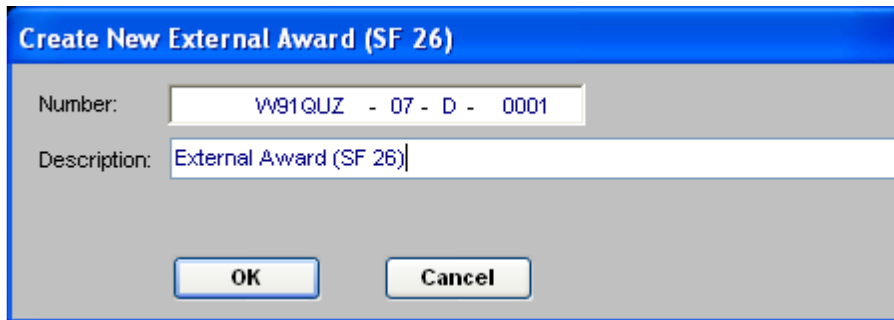 Create New External Award (SF 26)
Number: W91QUZ - 07 - D - 0001
Description: External Award (SF 26)
OK Cancel